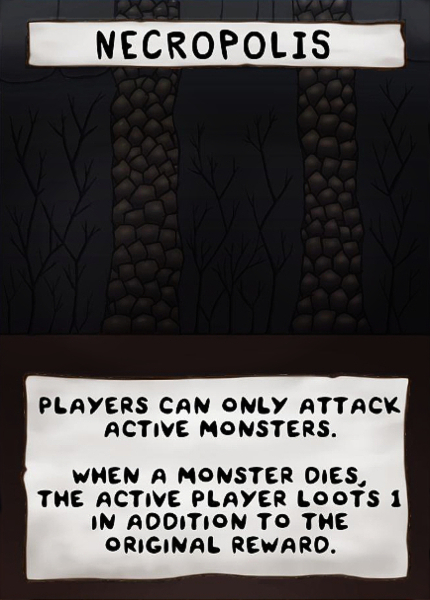 NECROPOLIS
PLAYERS CAN ONLY ATTACK
ACTIVE MONSTERS.
WHEN A MONSTER DIES,
THE ACTIVE PLAYER LOOTS 1
IN ADDITION TO THE
ORIGINAL REWARD.